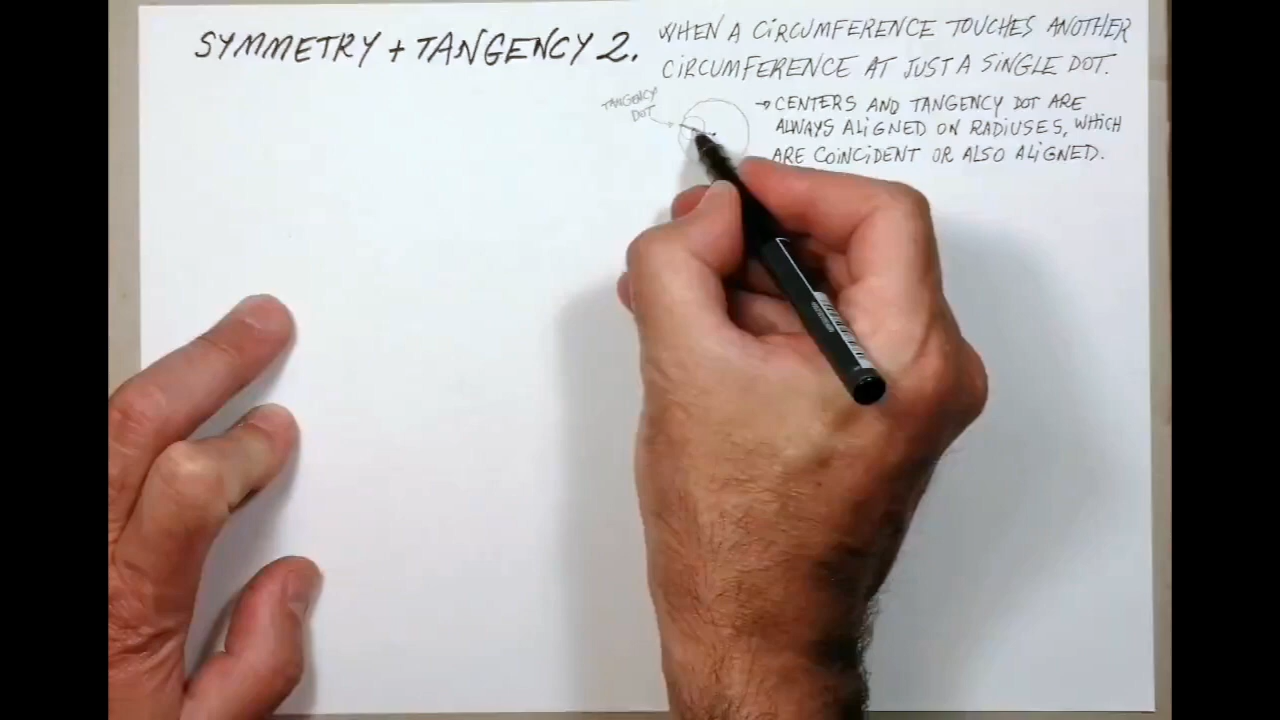 SYMMETRY + TANGENCY 2.
WHEN A CIRCUMFERENCE TOUCHES ANOTHER
CIRCUMFERENCE AT JUST A SINGLE DOT.
TANGENCY
DOT
→ CENTERS AND TANGENCY DOT ARE
ALWAYS ALIGNED ON RADIUSES, WHICH
ARE COINCIDENT OR ALSO ALIGNED.